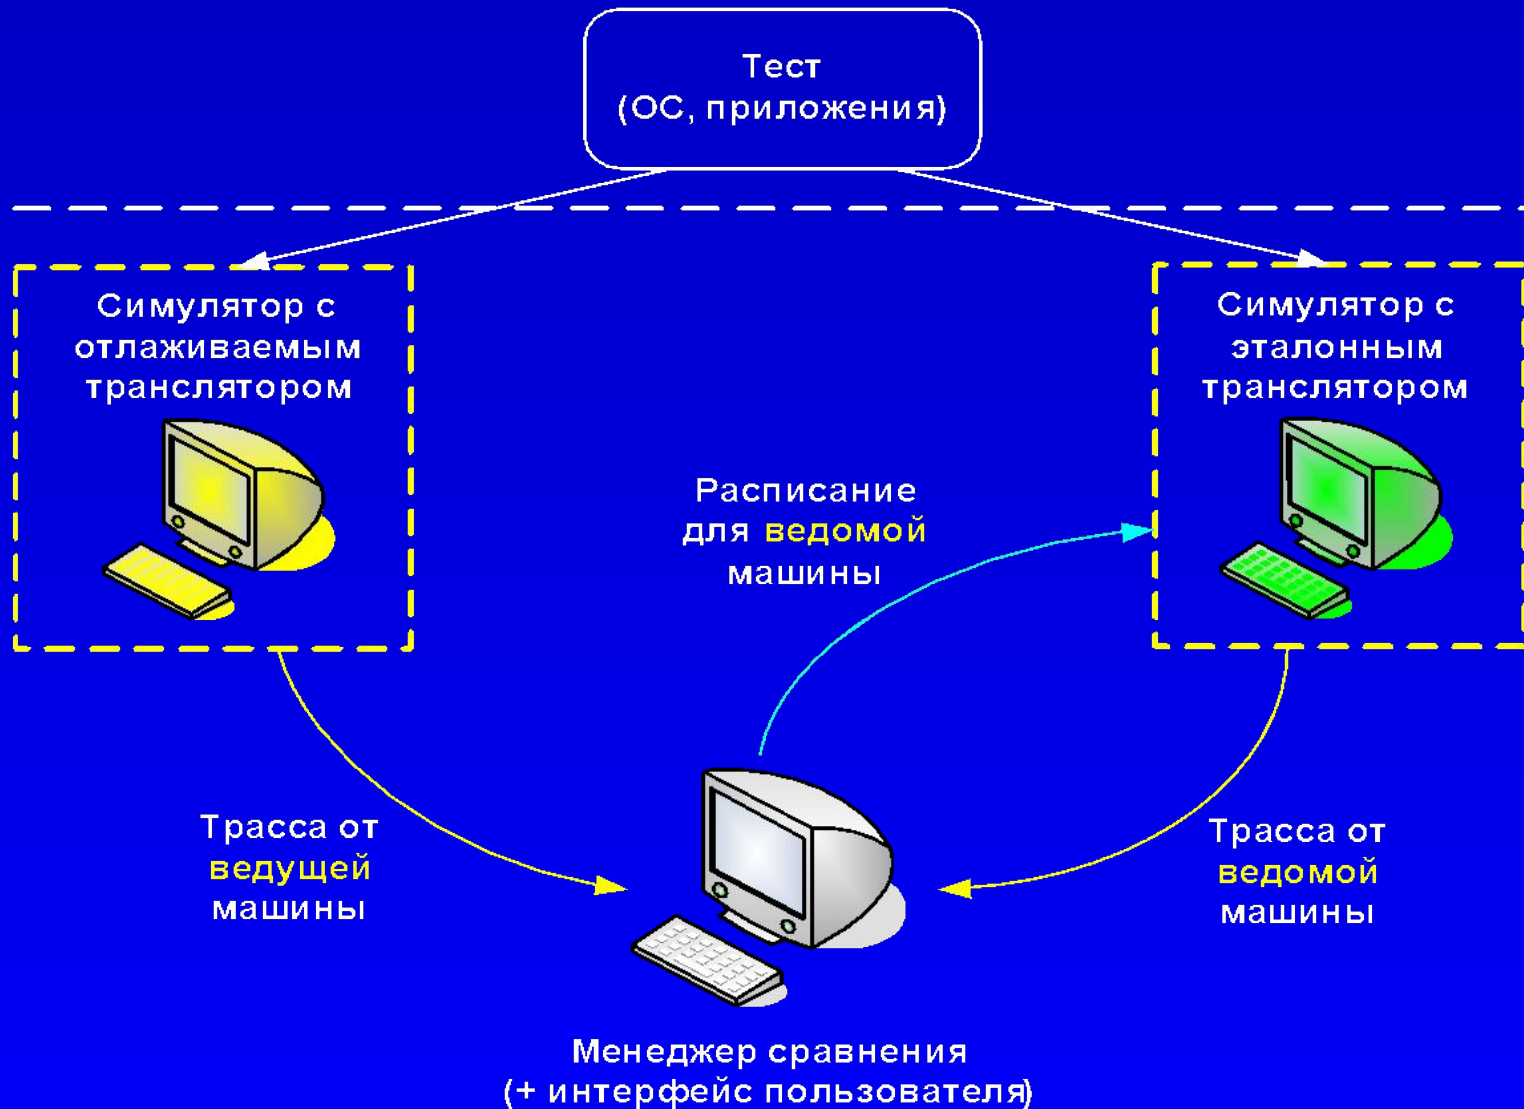 Тест
(ОС, приложения)
Симулятор с
отлаживаемым
транслятором
Симулятор с
эталонным
транслятором
Расписание
для ведомой
машины
Трасса от
ведущей
машины
Трасса от
ведомой
машины
Менеджер сравнения
(+ интерфейс пользователя)